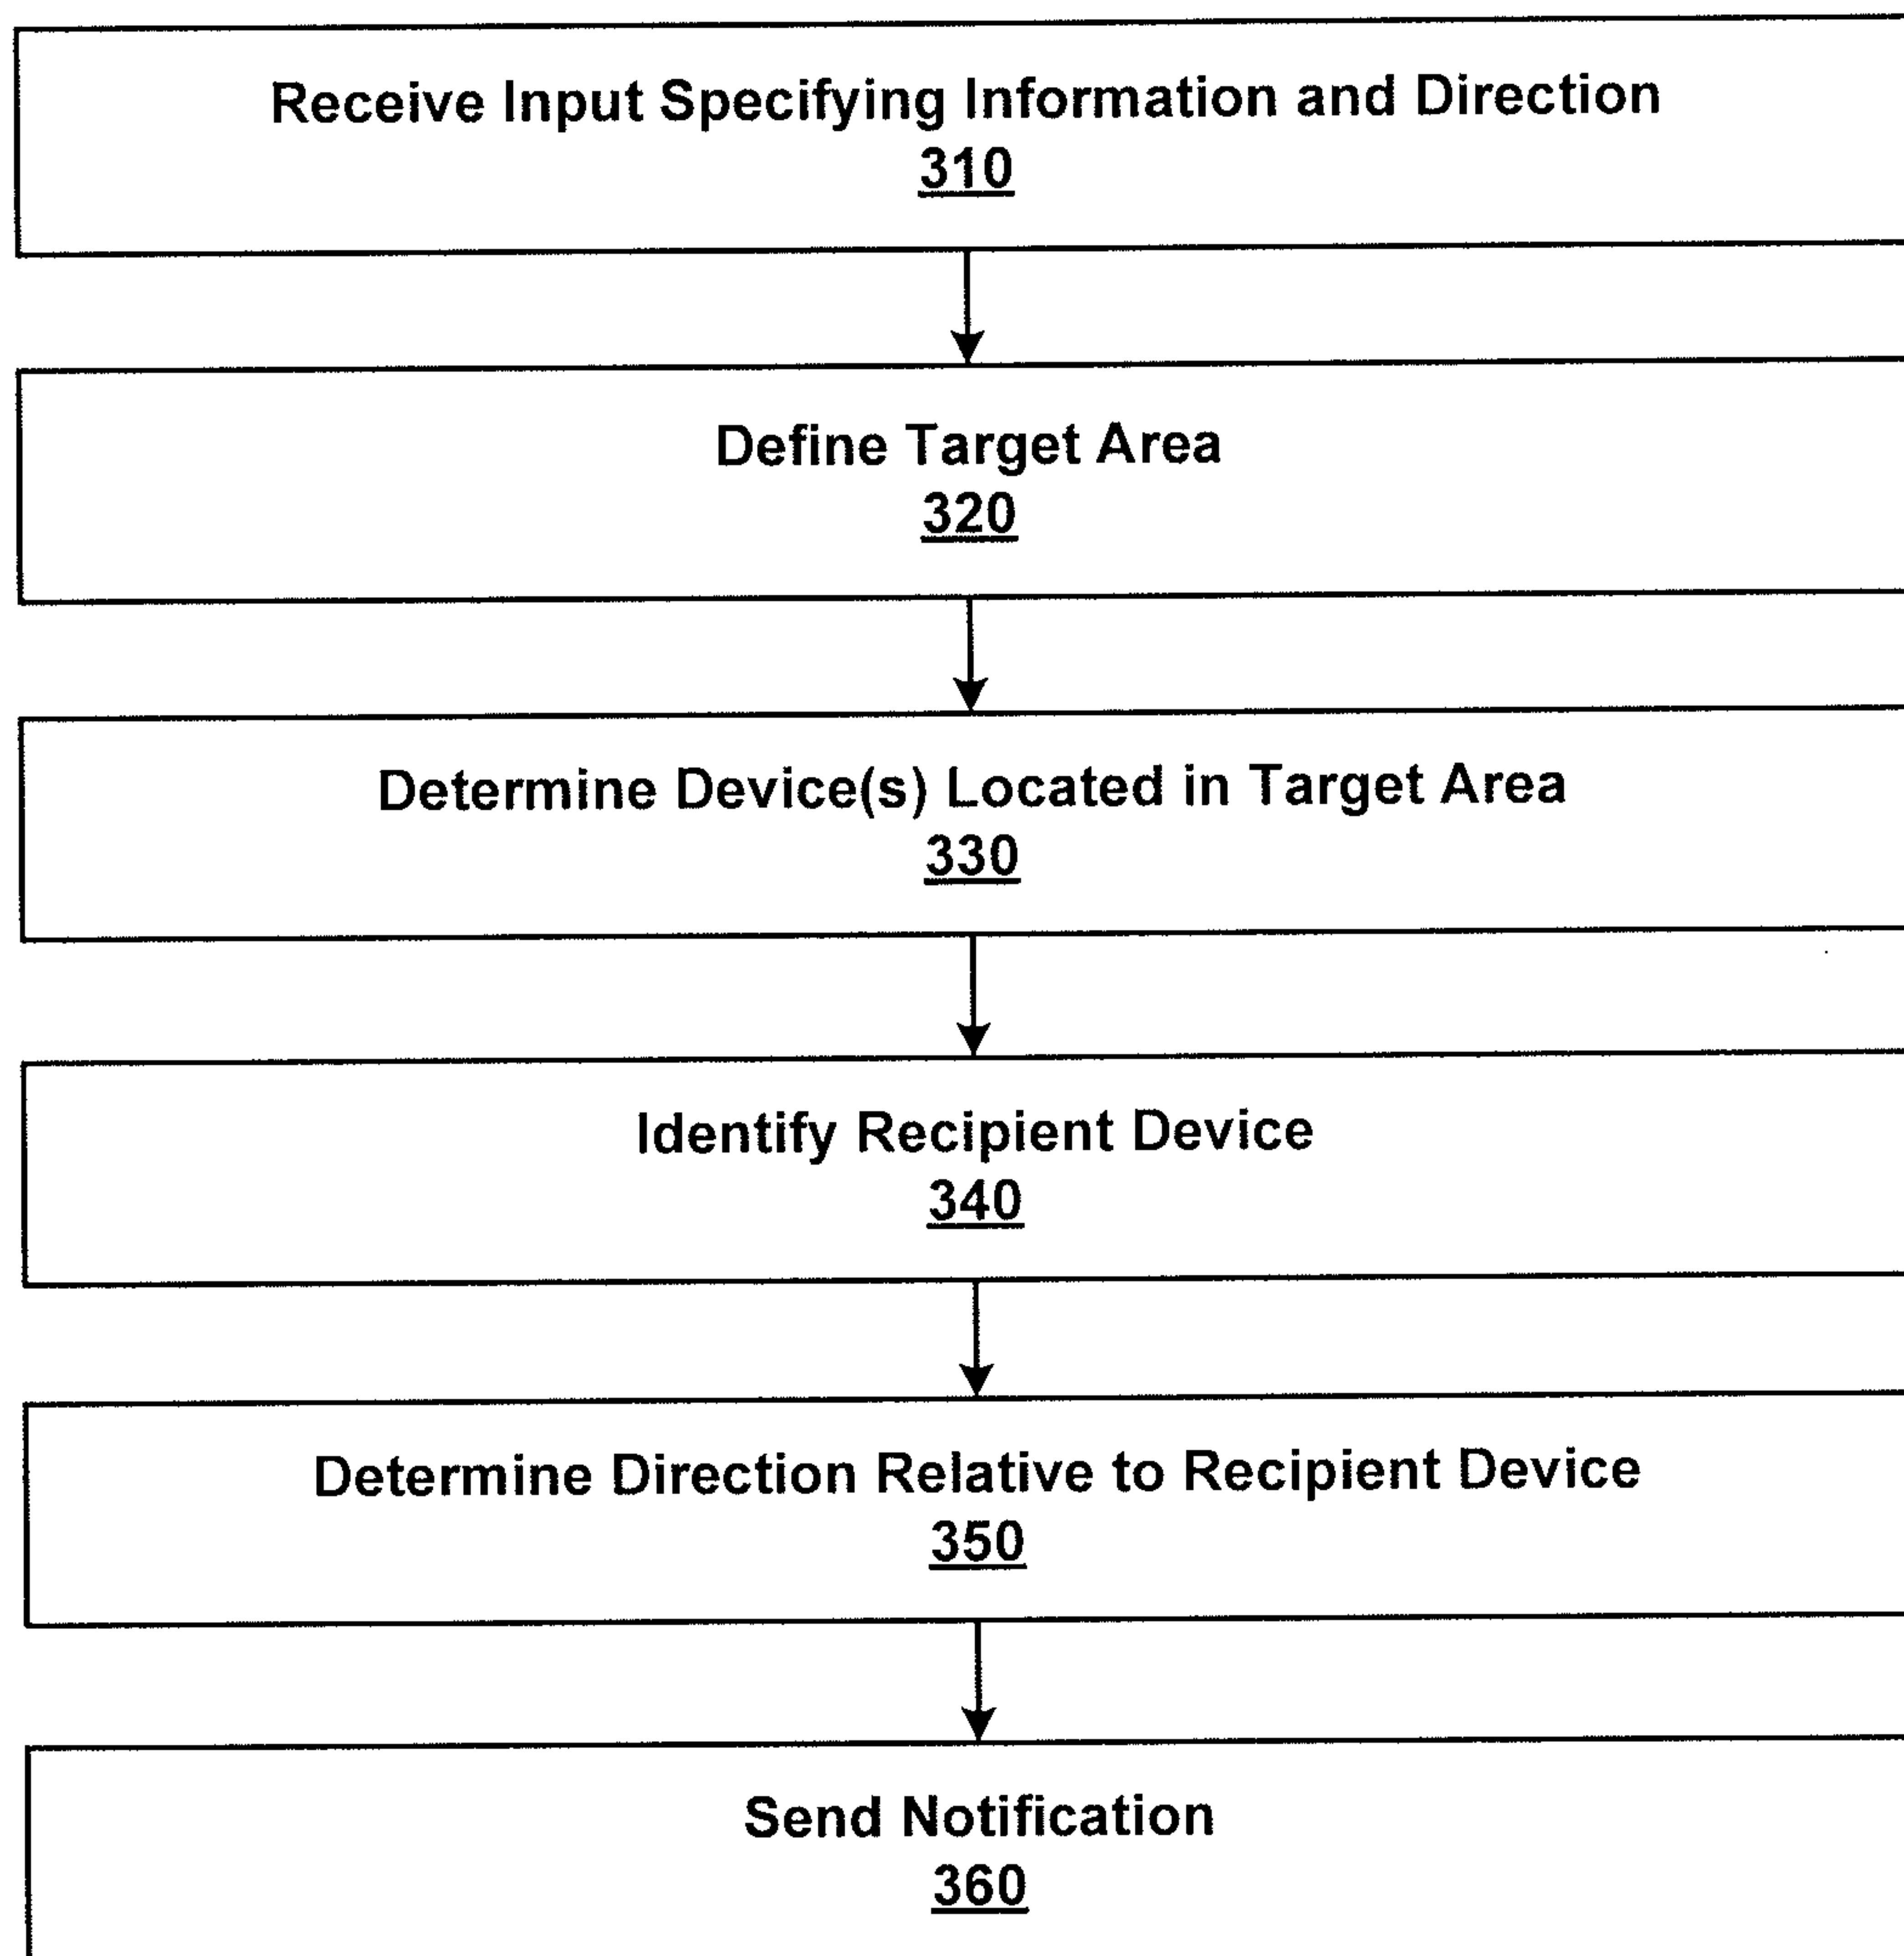 Receive Input Specifying Information and Direction
310
Define Target Area
320
Determine Device(s) Located in Target Area
330
Identify Recipient Device
340
Determine Direction Relative to Recipient Device
350
Send Notification
360